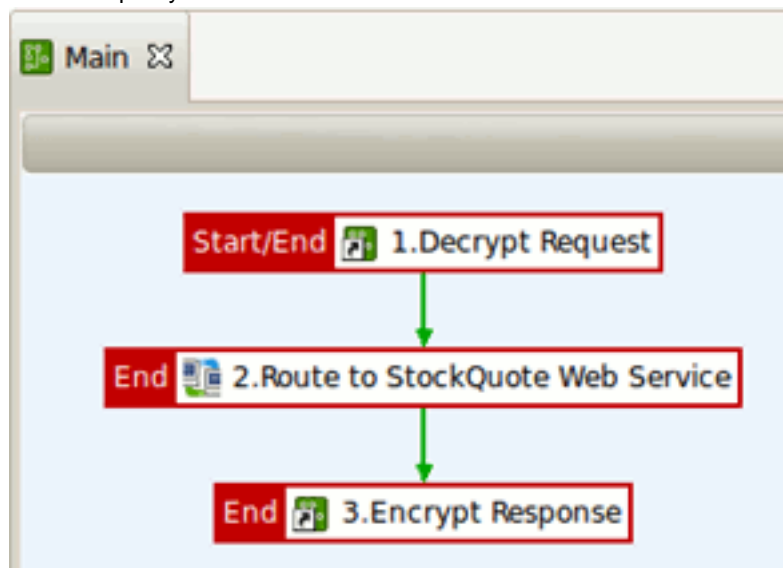 Main
Start/End 1.Decrypt Request
End 2.Route to StockQuote Web Service
End 3.Encrypt Response